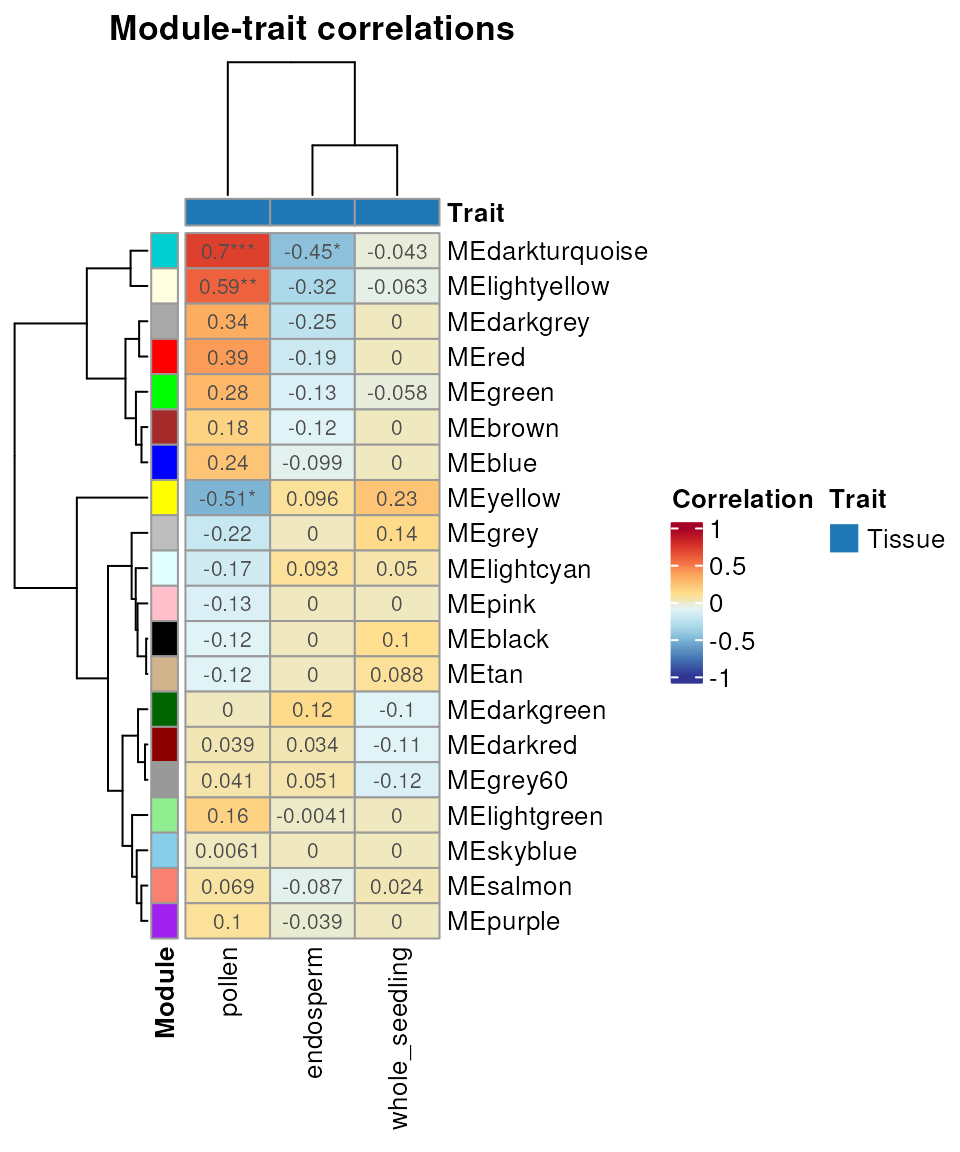 Module-trait correlations
Trait
0.7*** -0.45* -0.043 MEdarkturquoise
0.59** -0.32 -0.063 MElightyellow
0.34 -0.25 0 MEdarkgrey
0.39 -0.19 0 MEred
0.28 -0.13 -0.058 MEgreen
0.18 -0.12 0 MEbrown
0.24 -0.099 0 MEblue
-0.51* 0.096 0.23 MEyellow
-0.22 0 0.14 MEgrey
-0.17 0.093 0.05 MElightcyan
-0.13 0 0 MEpink
-0.12 0 0.1 MEblack
-0.12 0 0.088 MEtan
0 0.12 -0.1 MEdarkgreen
0.039 0.034 -0.11 MEdarkred
0.041 0.051 -0.12 MEgrey60
0.16 -0.0041 0 MElightgreen
0.0061 0 0 MEskyblue
0.069 -0.087 0.024 MEsalmon
0.1 -0.039 0 MEpurple
Module
pollen
endosperm
whole_seedling
Correlation
1
0.5
0
-0.5
-1
Trait
Tissue